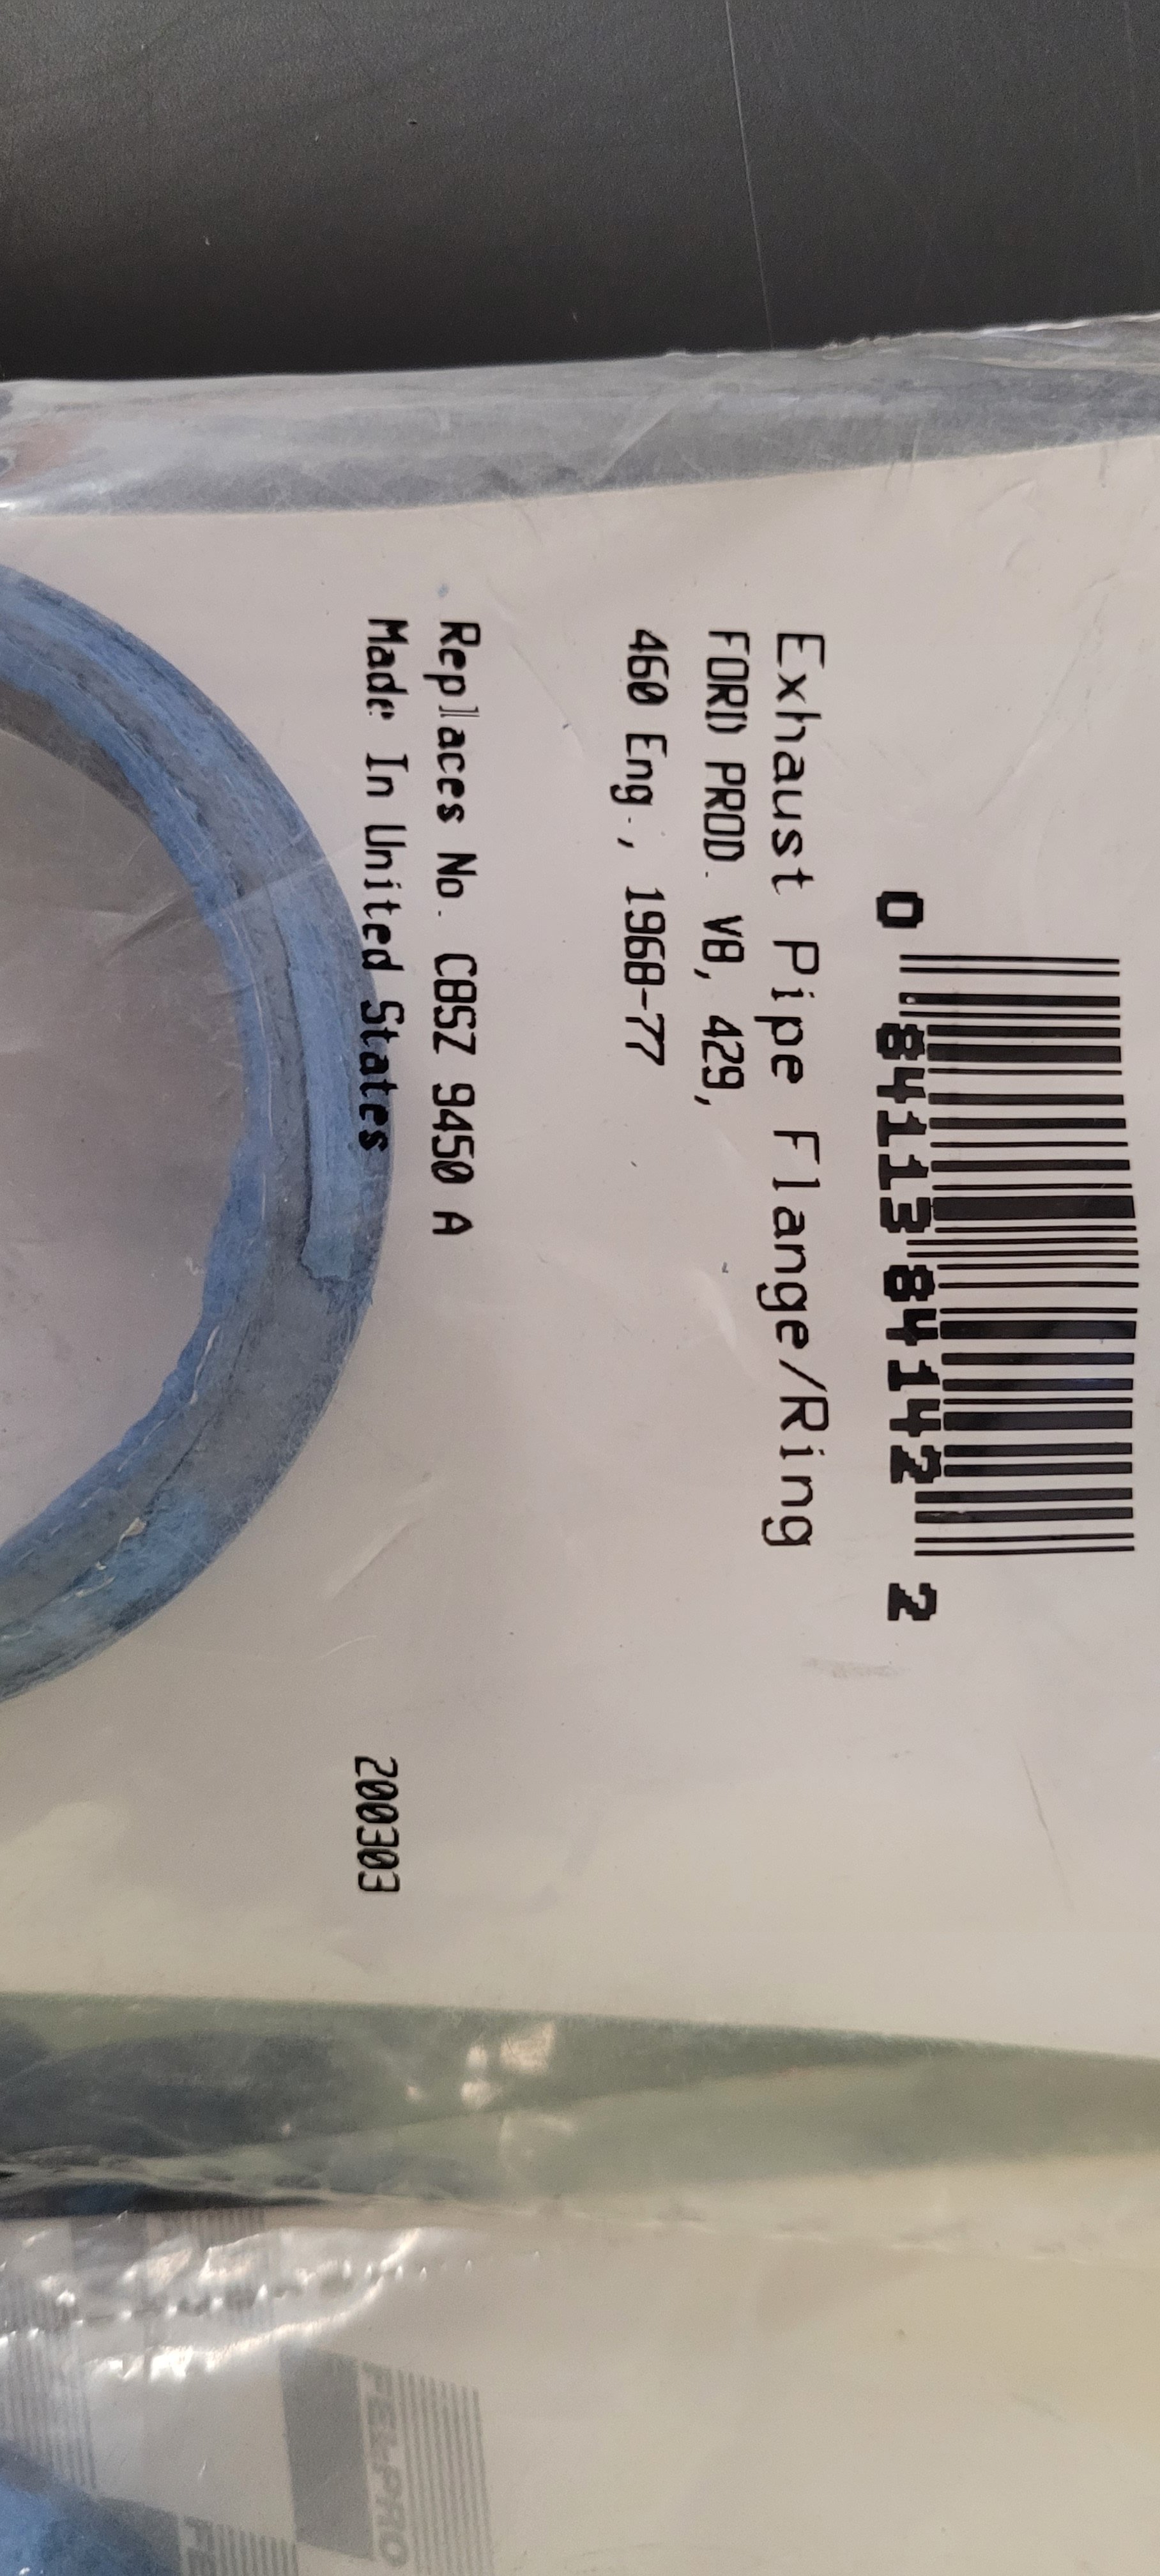 0 84113 84142 2
Exhaust Pipe Flange/Ring
FORD PROD. V8, 429,
460 Eng., 1968-77
Replaces No. C8SZ 9450 A
Made In United States
200303
FEL-PRO
FE